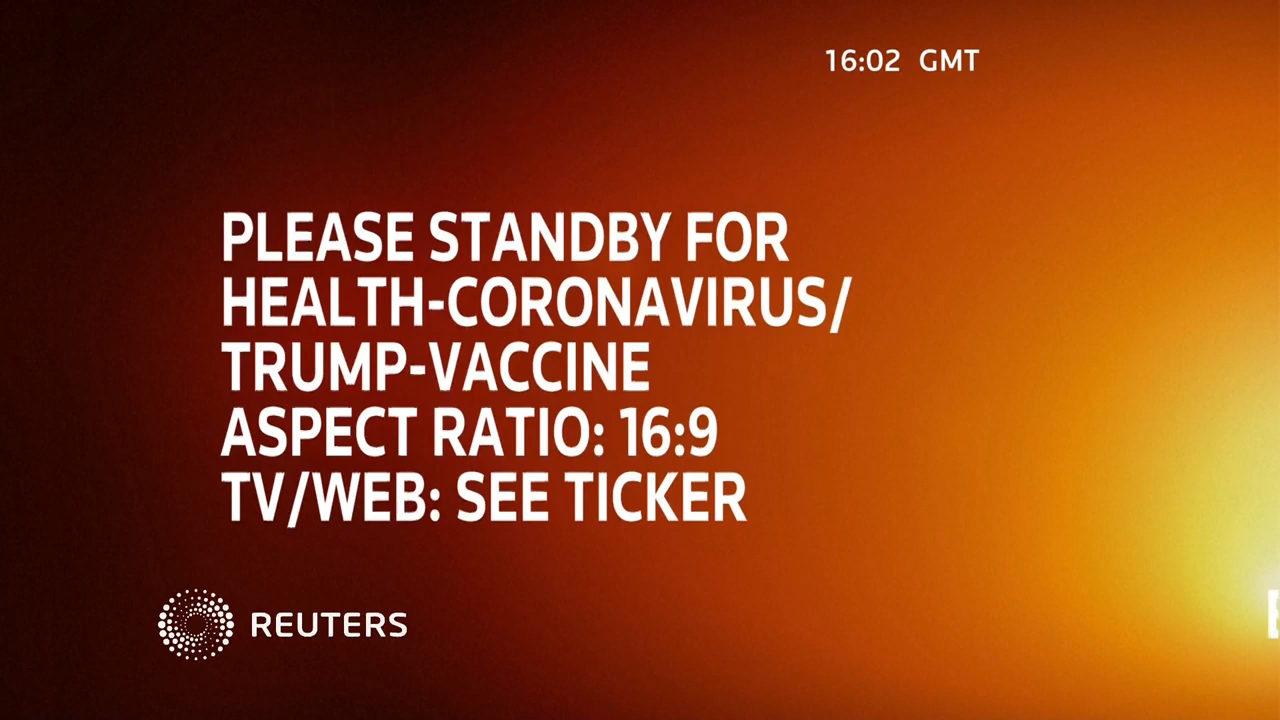 16:02 GMT
PLEASE STANDBY FOR
HEALTH-CORONAVIRUS/
TRUMP-VACCINE
ASPECT RATIO: 16:9
TV/WEB: SEE TICKER
REUTERS